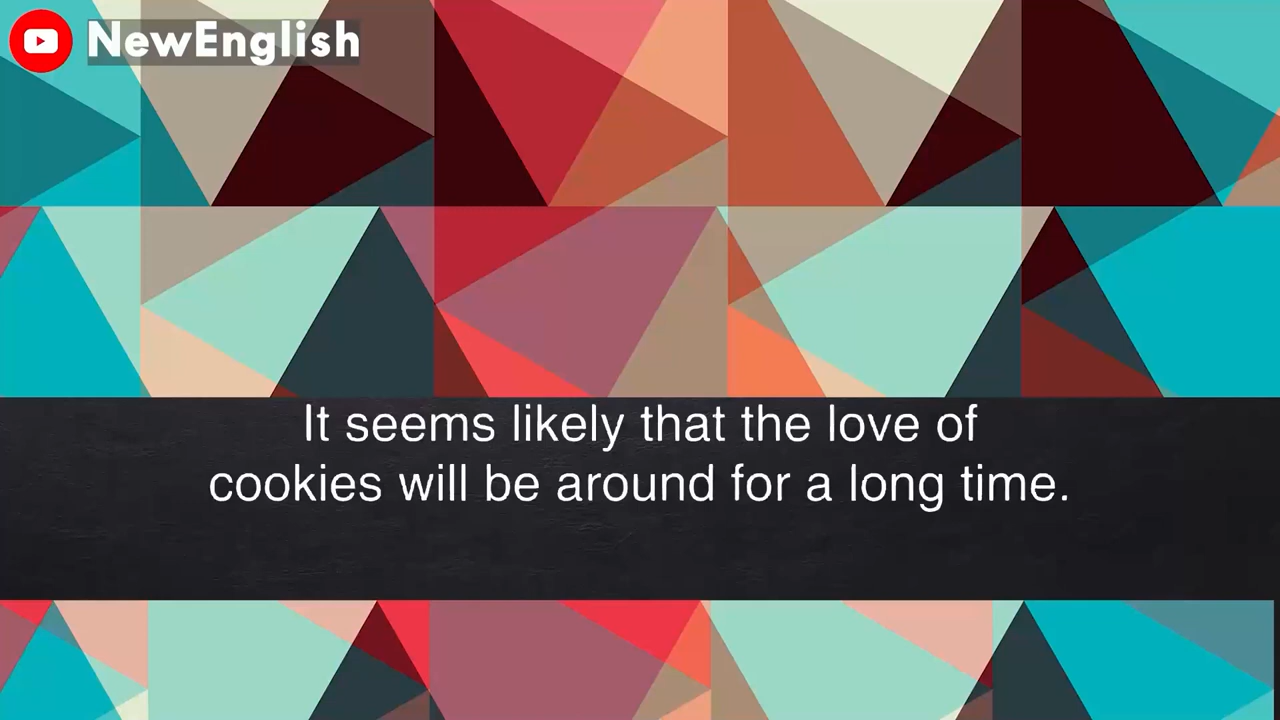 NewEnglish
It seems likely that the love of
cookies will be around for a long time.